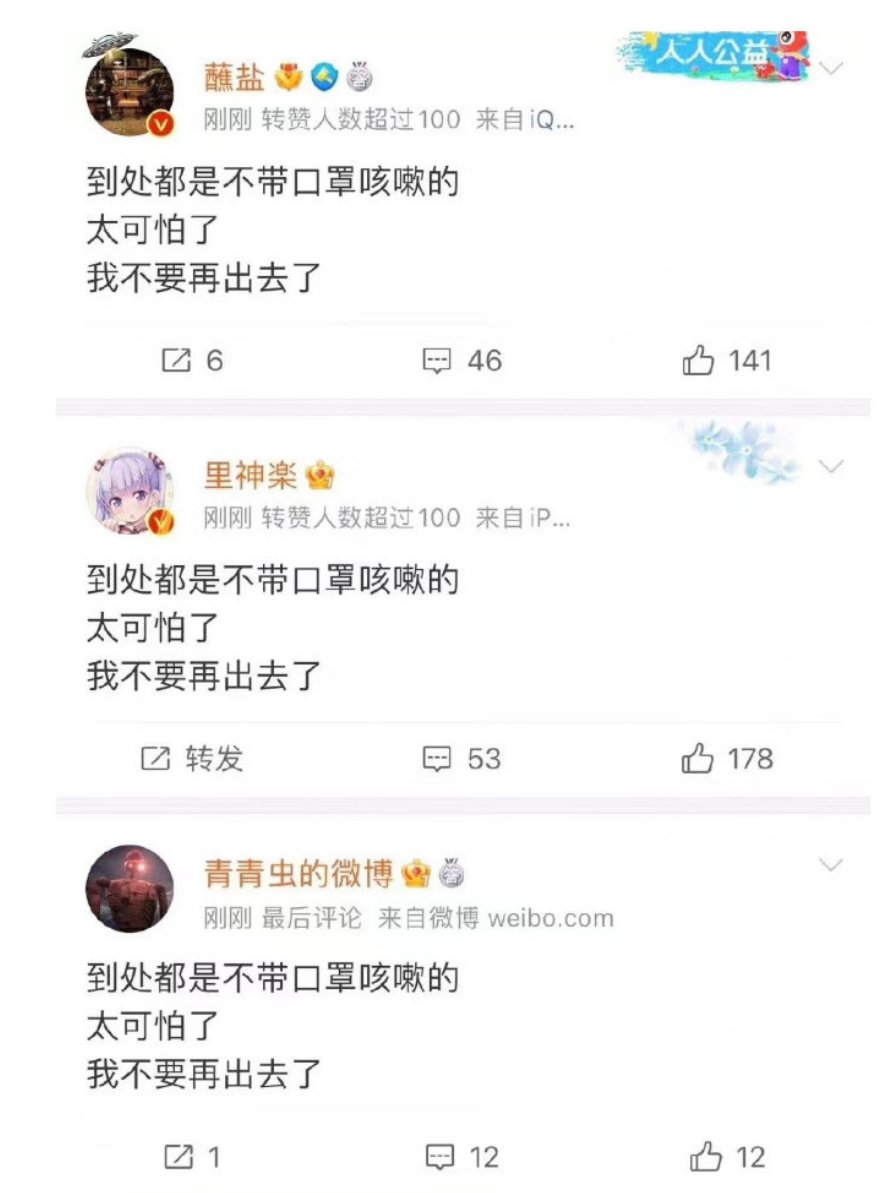 蘸盐
人人公益
刚刚 转赞人数超过100 来自iQ...
到处都是不带口罩咳嗽的
太可怕了
我不要再出去了
6 46 141
里神楽
刚刚 转赞人数超过100 来自iP...
到处都是不带口罩咳嗽的
太可怕了
我不要再出去了
转发 53 178
青青虫的微博
刚刚 最后评论 来自微博 weibo.com
到处都是不带口罩咳嗽的
太可怕了
我不要再出去了
1 12 12